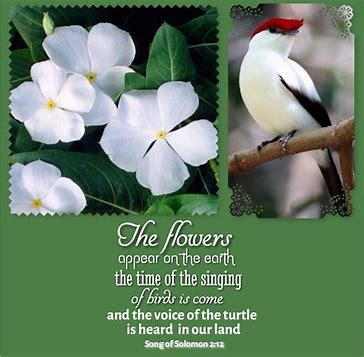 The flowers
appear on the earth
the time of the singing
of birds is come
and the voice of the turtle
is heard in our land
Song of Solomon 2:12